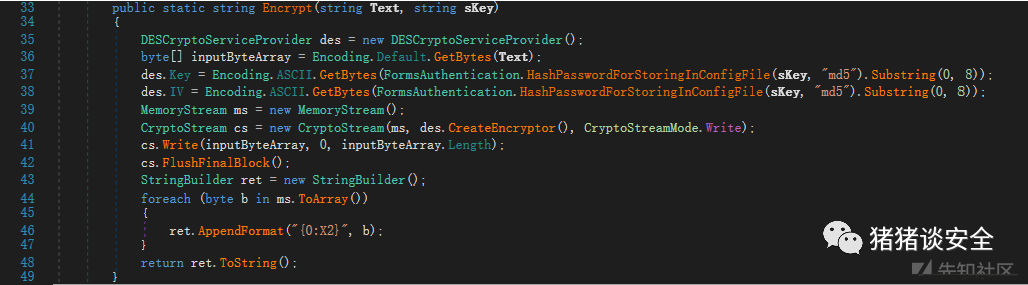 33 public static string Encrypt(string Text, string sKey)
34 {
35 DESCryptoServiceProvider des = new DESCryptoServiceProvider();
36 byte[] inputByteArray = Encoding.Default.GetBytes(Text);
37 des.Key = Encoding.ASCII.GetBytes(FormsAuthentication.HashPasswordForStoringInConfigFile(sKey, "md5").Substring(0, 8));
38 des.IV = Encoding.ASCII.GetBytes(FormsAuthentication.HashPasswordForStoringInConfigFile(sKey, "md5").Substring(0, 8));
39 MemoryStream ms = new MemoryStream();
40 CryptoStream cs = new CryptoStream(ms, des.CreateEncryptor(), CryptoStreamMode.Write);
41 cs.Write(inputByteArray, 0, inputByteArray.Length);
42 cs.FlushFinalBlock();
43 StringBuilder ret = new StringBuilder();
44 foreach (byte b in ms.ToArray())
45 {
46 ret.AppendFormat("{0:X2}", b);
47 }
48 return ret.ToString();
49 }
猪猪谈安全
先知社区